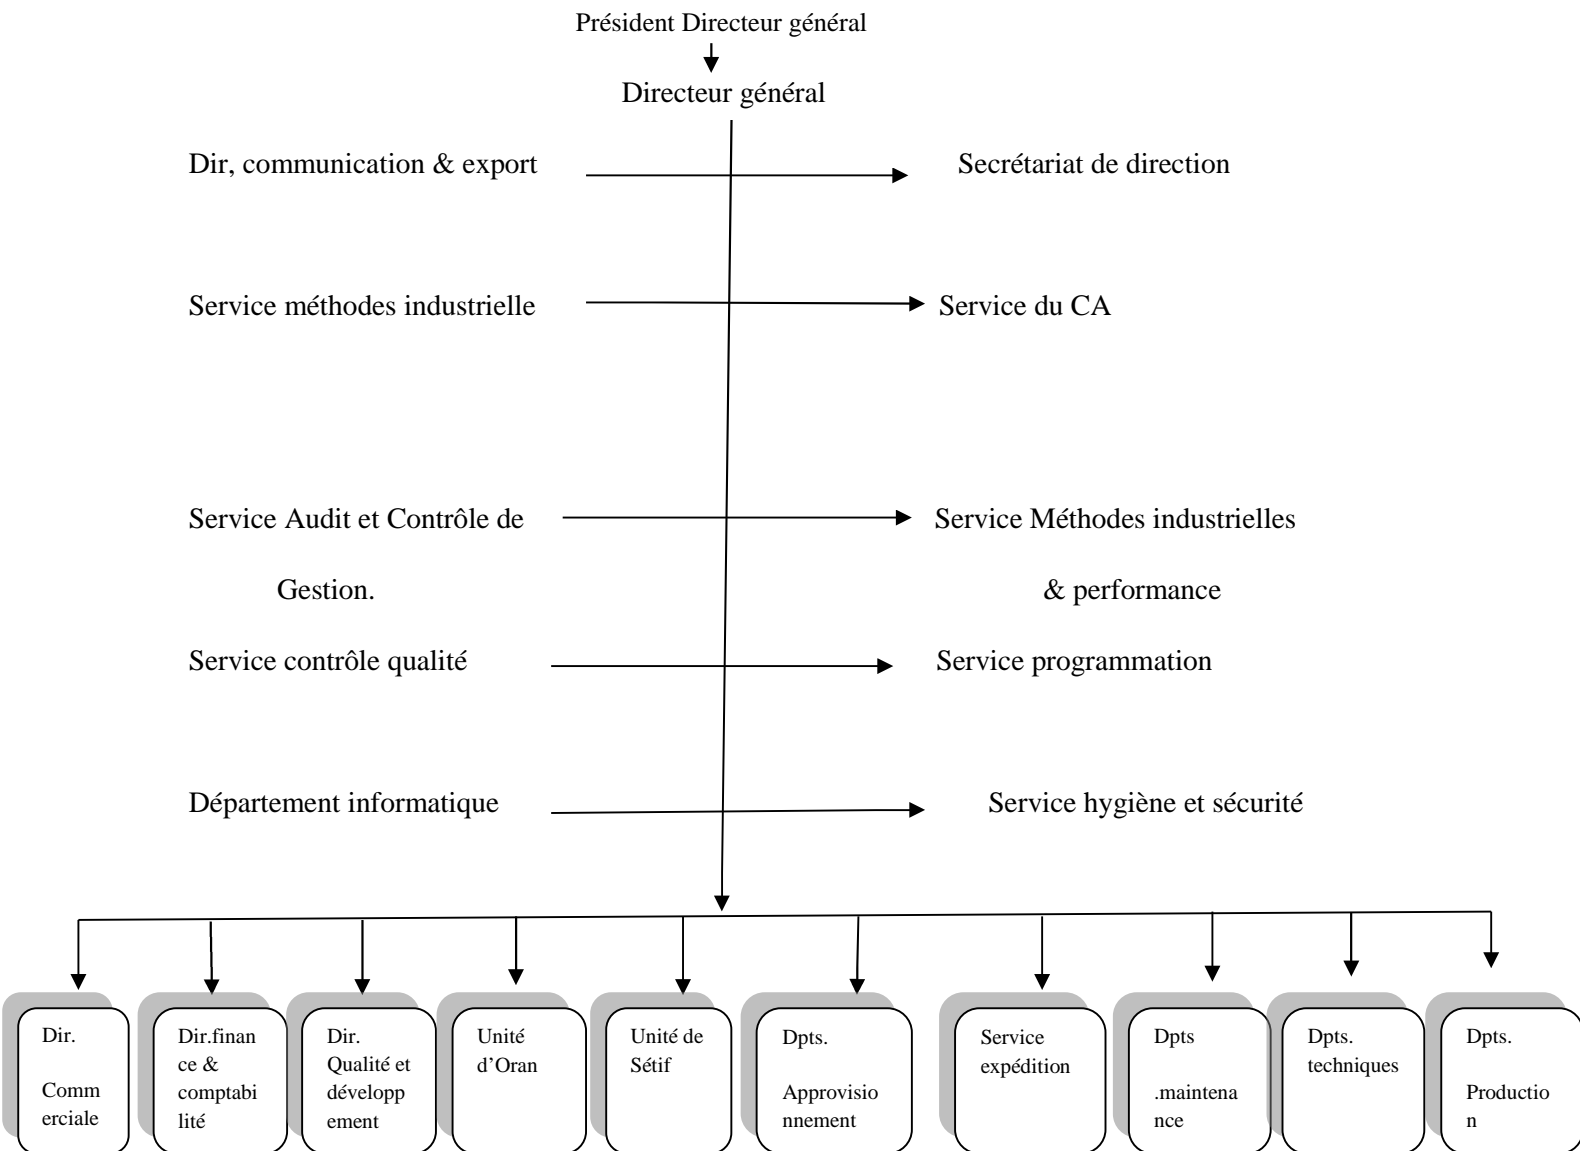 Président Directeur général
Directeur général
Dir, communication & export
Secrétariat de direction
Service méthodes industrielle
Service du CA
Service Audit et Contrôle de
Gestion.
Service Méthodes industrielles
& performance
Service contrôle qualité
Service programmation
Département informatique
Service hygiène et sécurité
Dir.
Comm
erciale
Dir.finan
ce &
comptabi
lité
Dir.
Qualité et
développ
ement
Unité
d’Oran
Unité de
Sétif
Dpts.
Approvisio
nnement
Service
expédition
Dpts
.maintena
nce
Dpts.
techniques
Dpts.
Productio
n